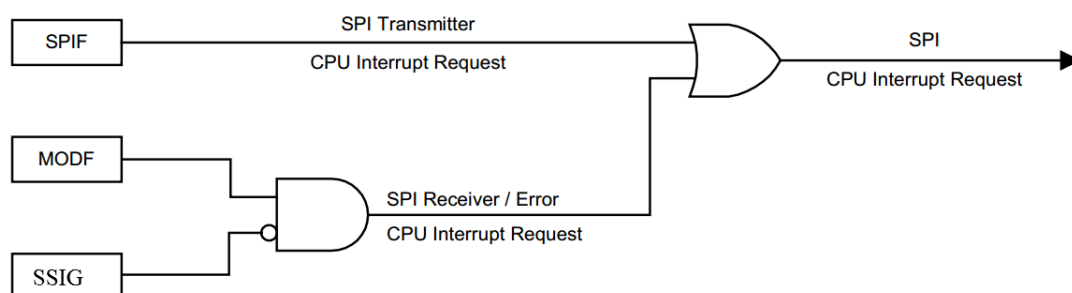 SPIF
SPI Transmitter
CPU Interrupt Request
SPI
CPU Interrupt Request
MODF
SPI Receiver / Error
CPU Interrupt Request
SSIG